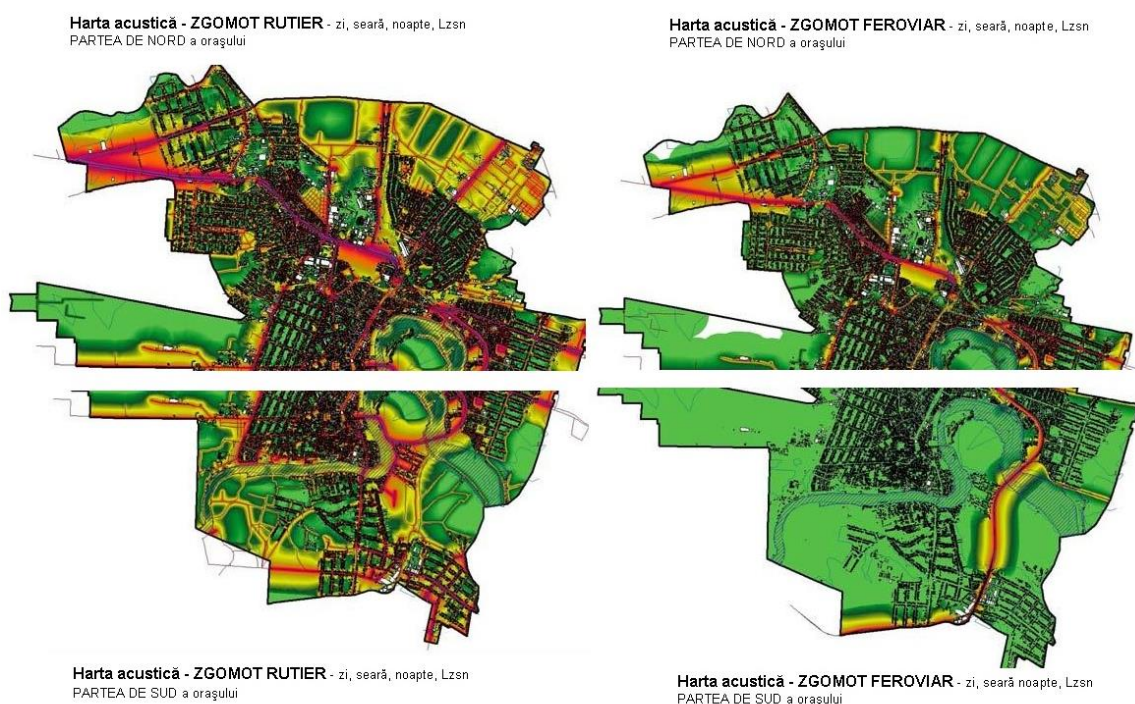 Harta acustică - ZGOMOT RUTIER - zi, seară, noapte, Lzsn
PARTEA DE NORD a oraşului
Harta acustică - ZGOMOT FEROVIAR - zi, seară, noapte, Lzsn
PARTEA DE NORD a oraşului
Harta acustică - ZGOMOT RUTIER - zi, seară, noapte, Lzsn
PARTEA DE SUD a oraşului
Harta acustică - ZGOMOT FEROVIAR - zi, seară noapte, Lzsn
PARTEA DE SUD a orasului